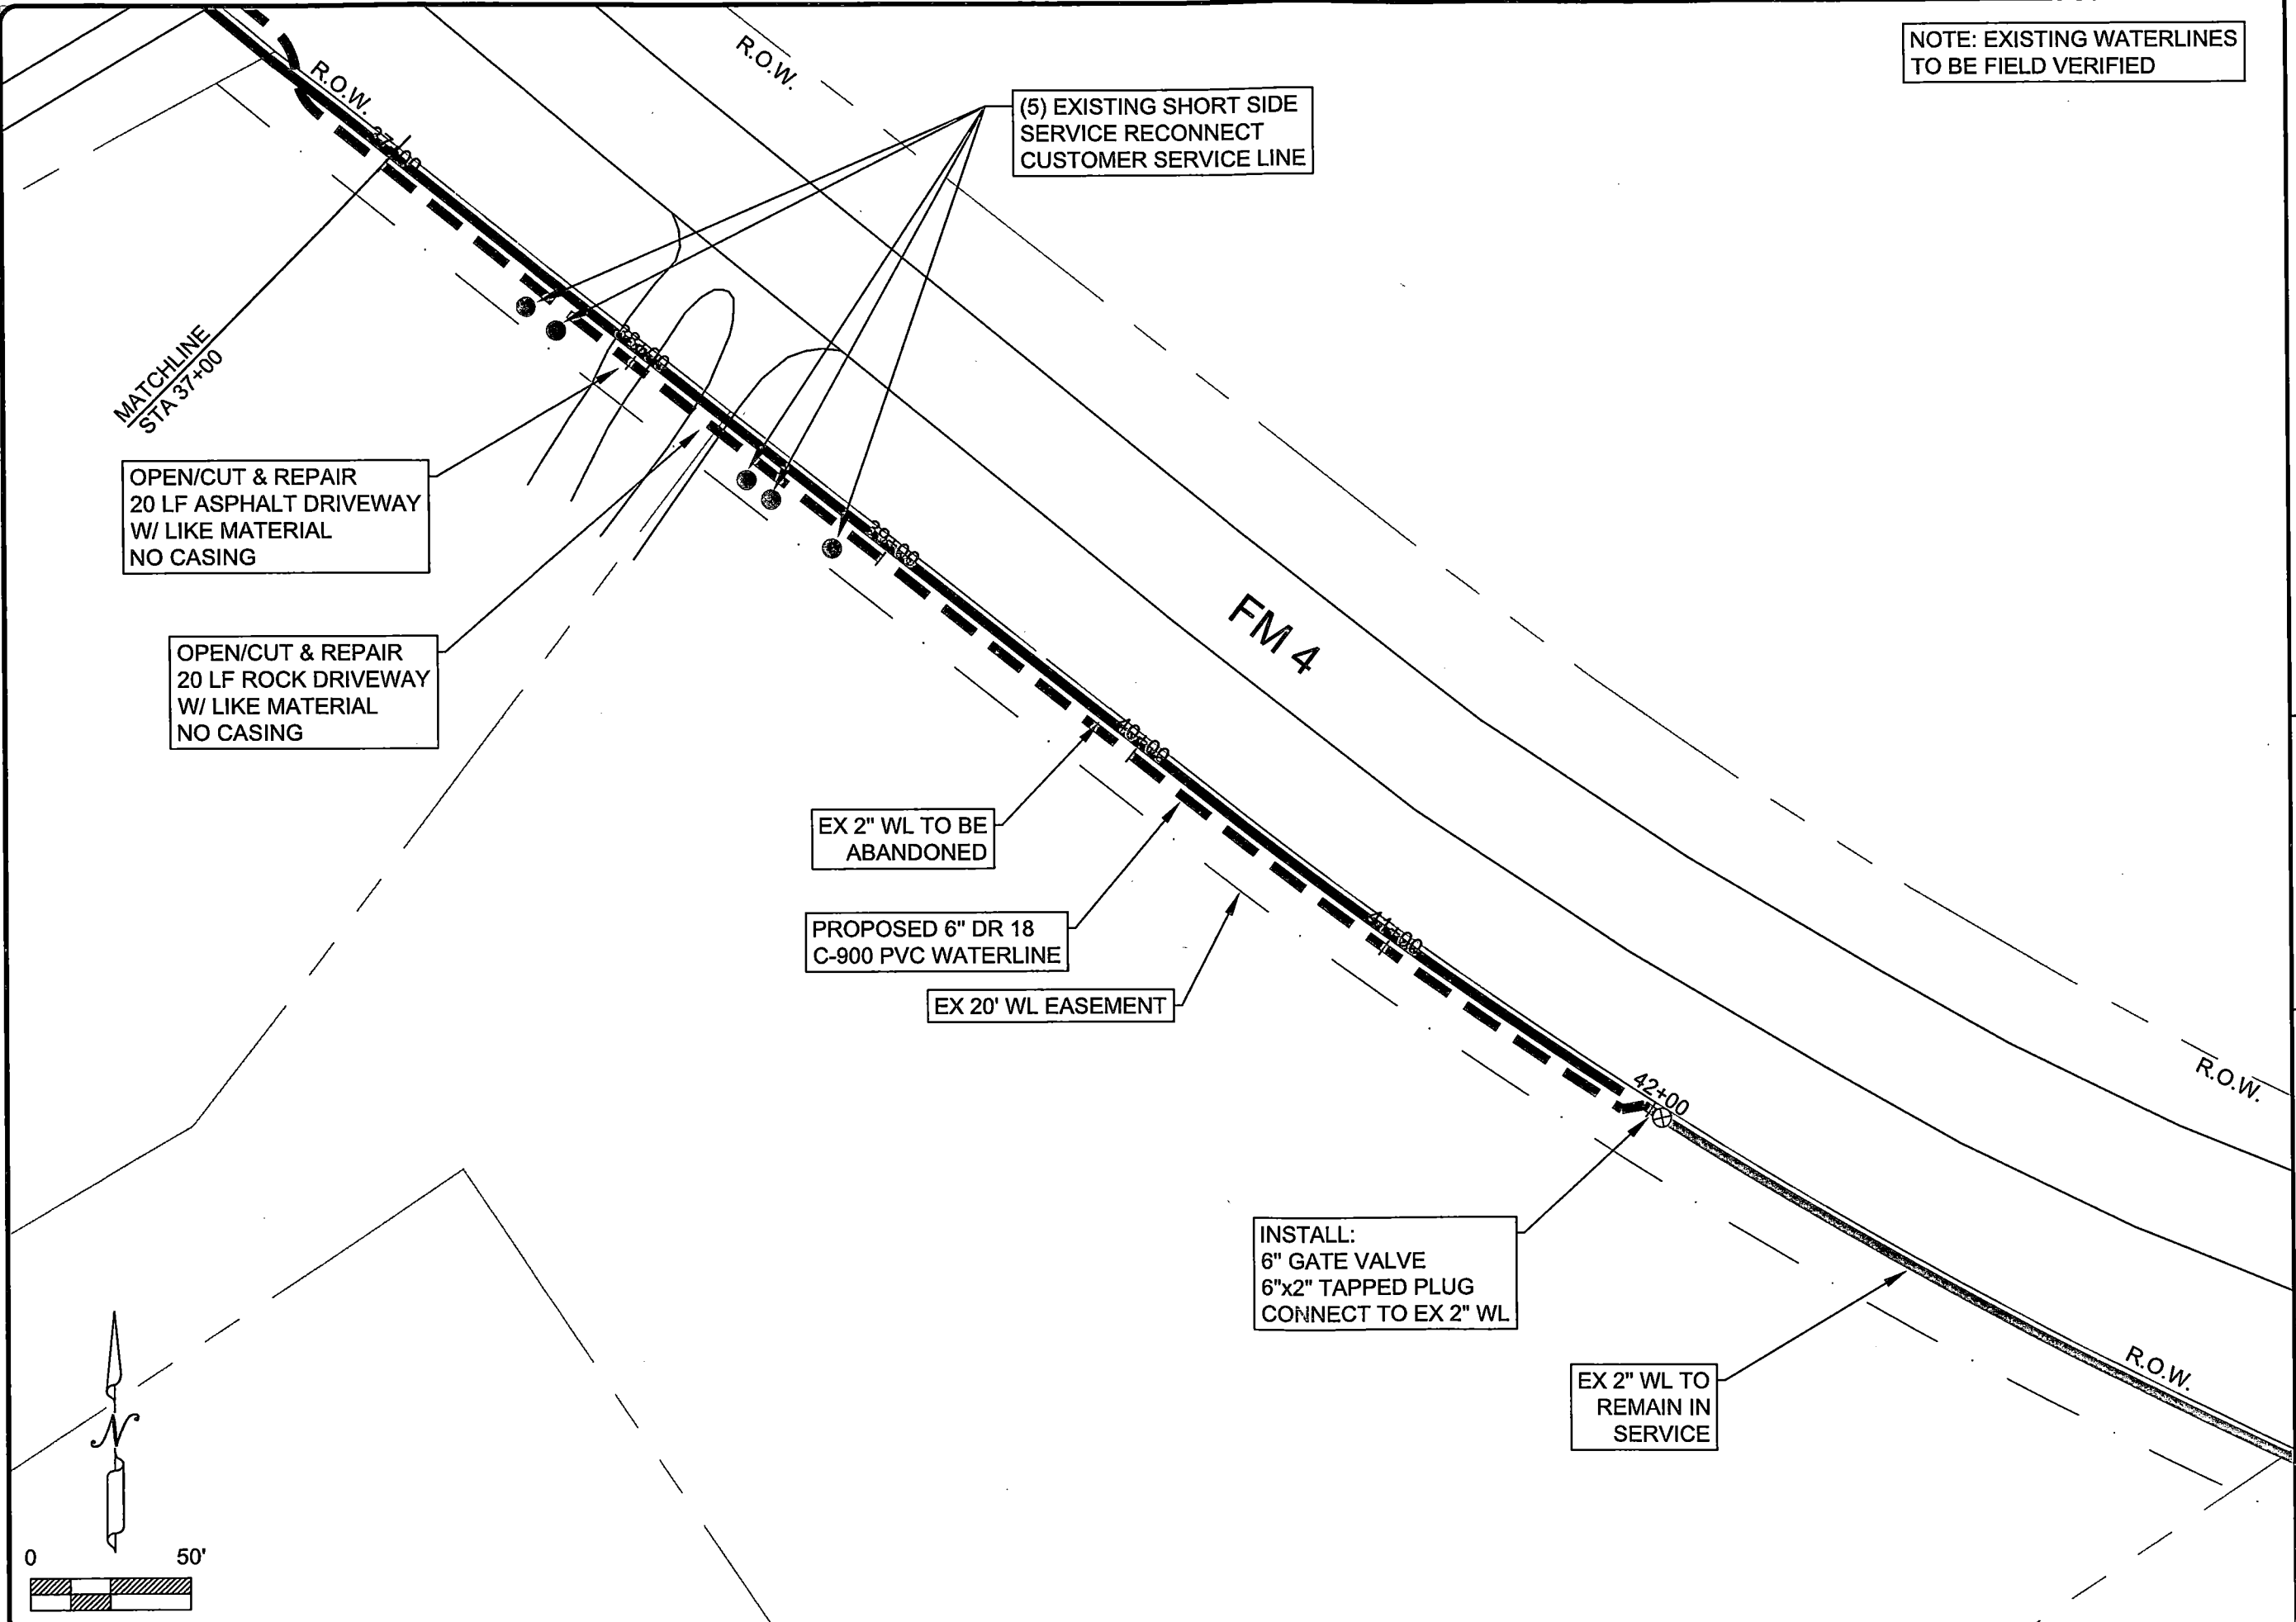 NOTE: EXISTING WATERLINES
TO BE FIELD VERIFIED
R.O.W.
R.O.W.
(5) EXISTING SHORT SIDE
SERVICE RECONNECT
CUSTOMER SERVICE LINE
37+00
MATCHLINE
STA 37+00
38+00
OPEN/CUT & REPAIR
20 LF ASPHALT DRIVEWAY
W/ LIKE MATERIAL
NO CASING
39+00
FM 4
OPEN/CUT & REPAIR
20 LF ROCK DRIVEWAY
W/ LIKE MATERIAL
NO CASING
40+00
EX 2" WL TO BE
ABANDONED
PROPOSED 6" DR 18
C-900 PVC WATERLINE
41+00
EX 20' WL EASEMENT
R.O.W.
42+00
INSTALL:
6" GATE VALVE
6"x2" TAPPED PLUG
CONNECT TO EX 2" WL
R.O.W.
EX 2" WL TO
REMAIN IN
SERVICE
N
0 50'